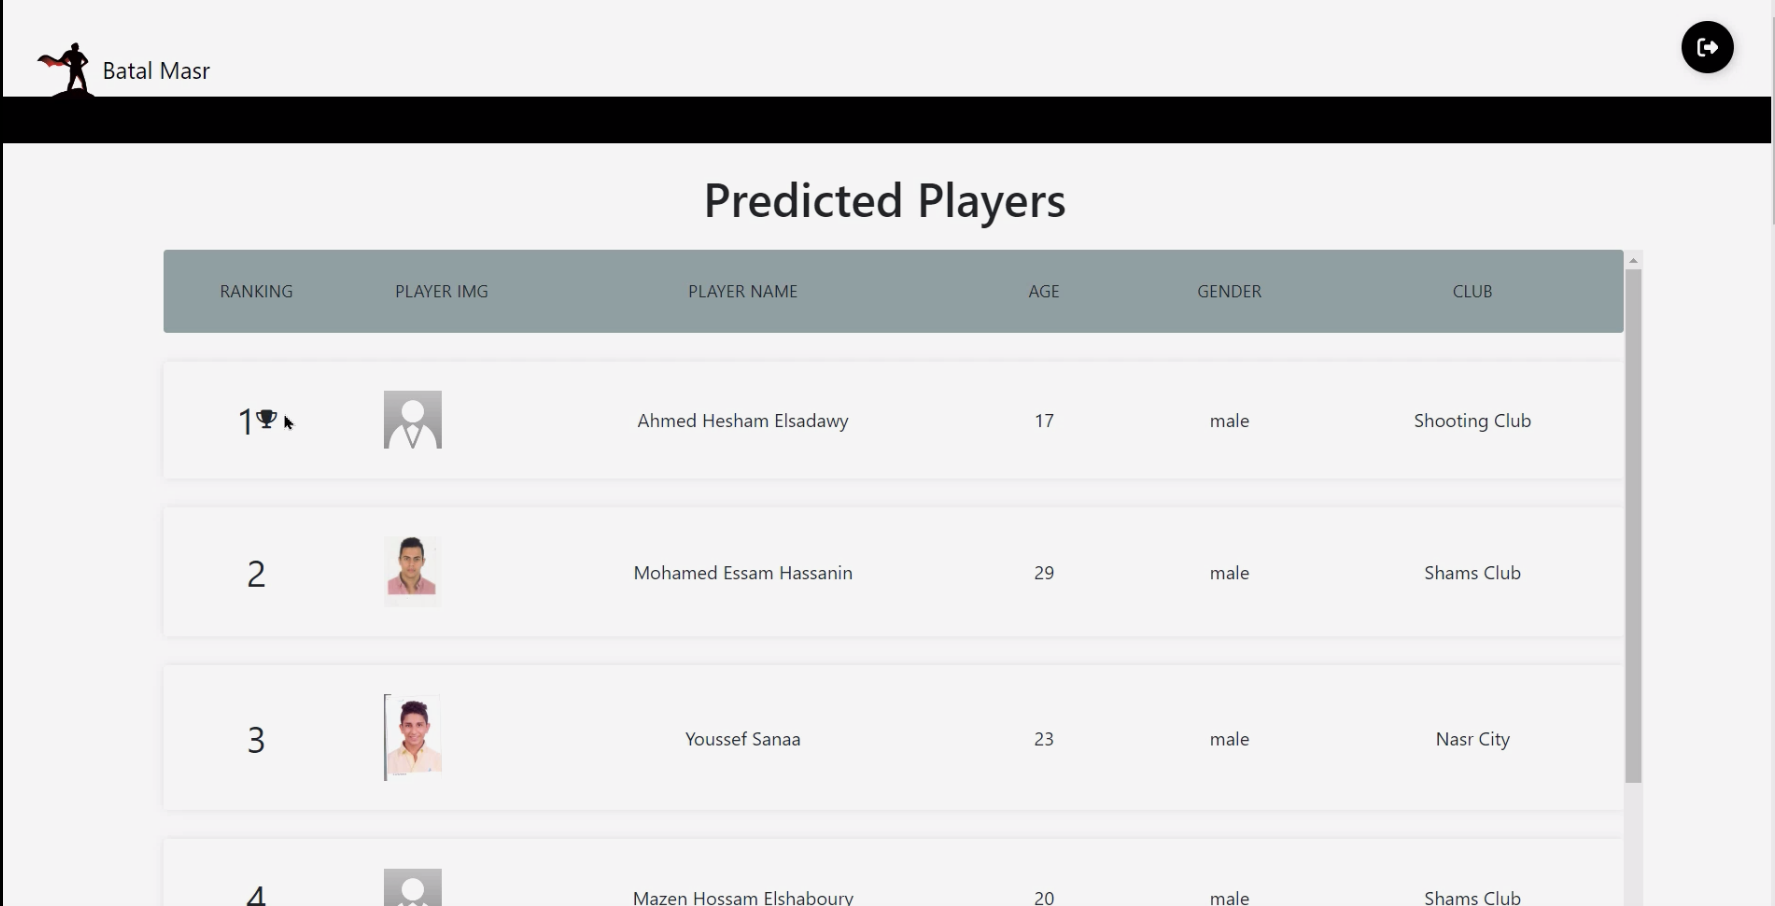 Batal Masr
Predicted Players
RANKING PLAYER IMG PLAYER NAME AGE GENDER CLUB
1 Ahmed Hesham Elsadawy 17 male Shooting Club
2 Mohamed Essam Hassanin 29 male Shams Club
3 Youssef Sanaa 23 male Nasr City
4 Mazen Hossam Elshaboury 20 male Shams Club